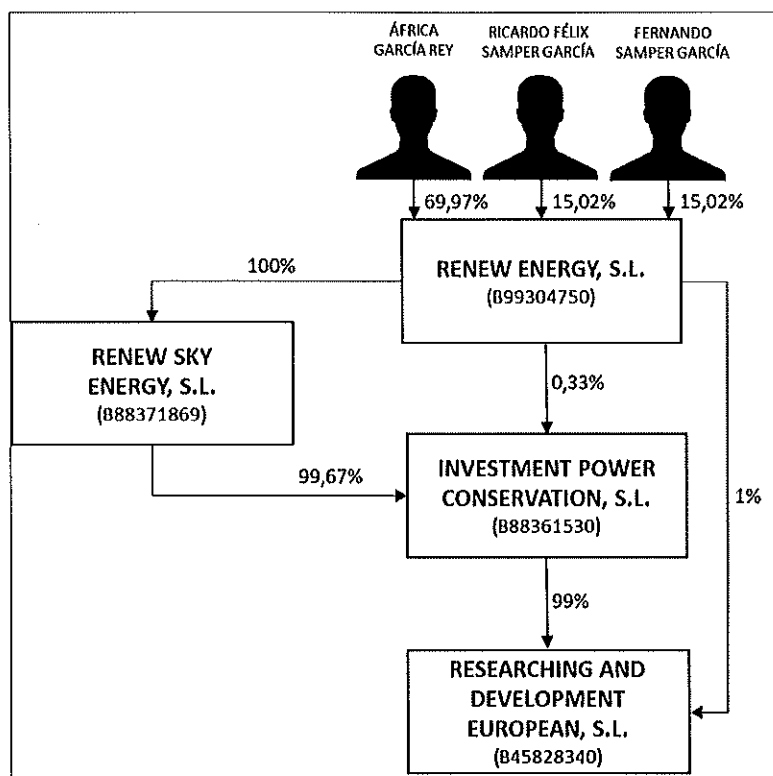 ÁFRICA
GARCÍA REY
RICARDO FÉLIX
SAMPER GARCÍA
FERNANDO
SAMPER GARCÍA
69,97%
15,02%
15,02%
RENEW ENERGY, S.L.
(B99304750)
100%
RENEW SKY
ENERGY, S.L.
(B88371869)
0,33%
99,67%
INVESTMENT POWER
CONSERVATION, S.L.
(B88361530)
1%
99%
RESEARCHING AND
DEVELOPMENT
EUROPEAN, S.L.
(B45828340)